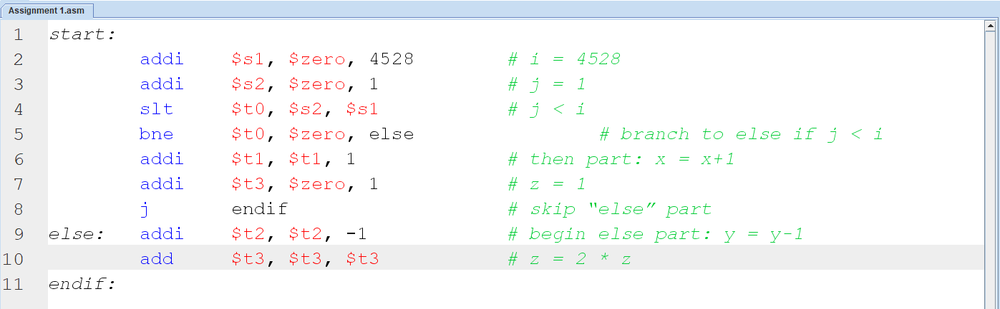 Assignment 1.asm
1 start:
2 addi $s1, $zero, 4528 # i = 4528
3 addi $s2, $zero, 1 # j = 1
4 slt $t0, $s2, $s1 # j < i
5 bne $t0, $zero, else # branch to else if j < i
6 addi $t1, $t1, 1 # then part: x = x+1
7 addi $t3, $zero, 1 # z = 1
8 j endif # skip “else” part
9 else: addi $t2, $t2, -1 # begin else part: y = y-1
10 add $t3, $t3, $t3 # z = 2 * z
11 endif: